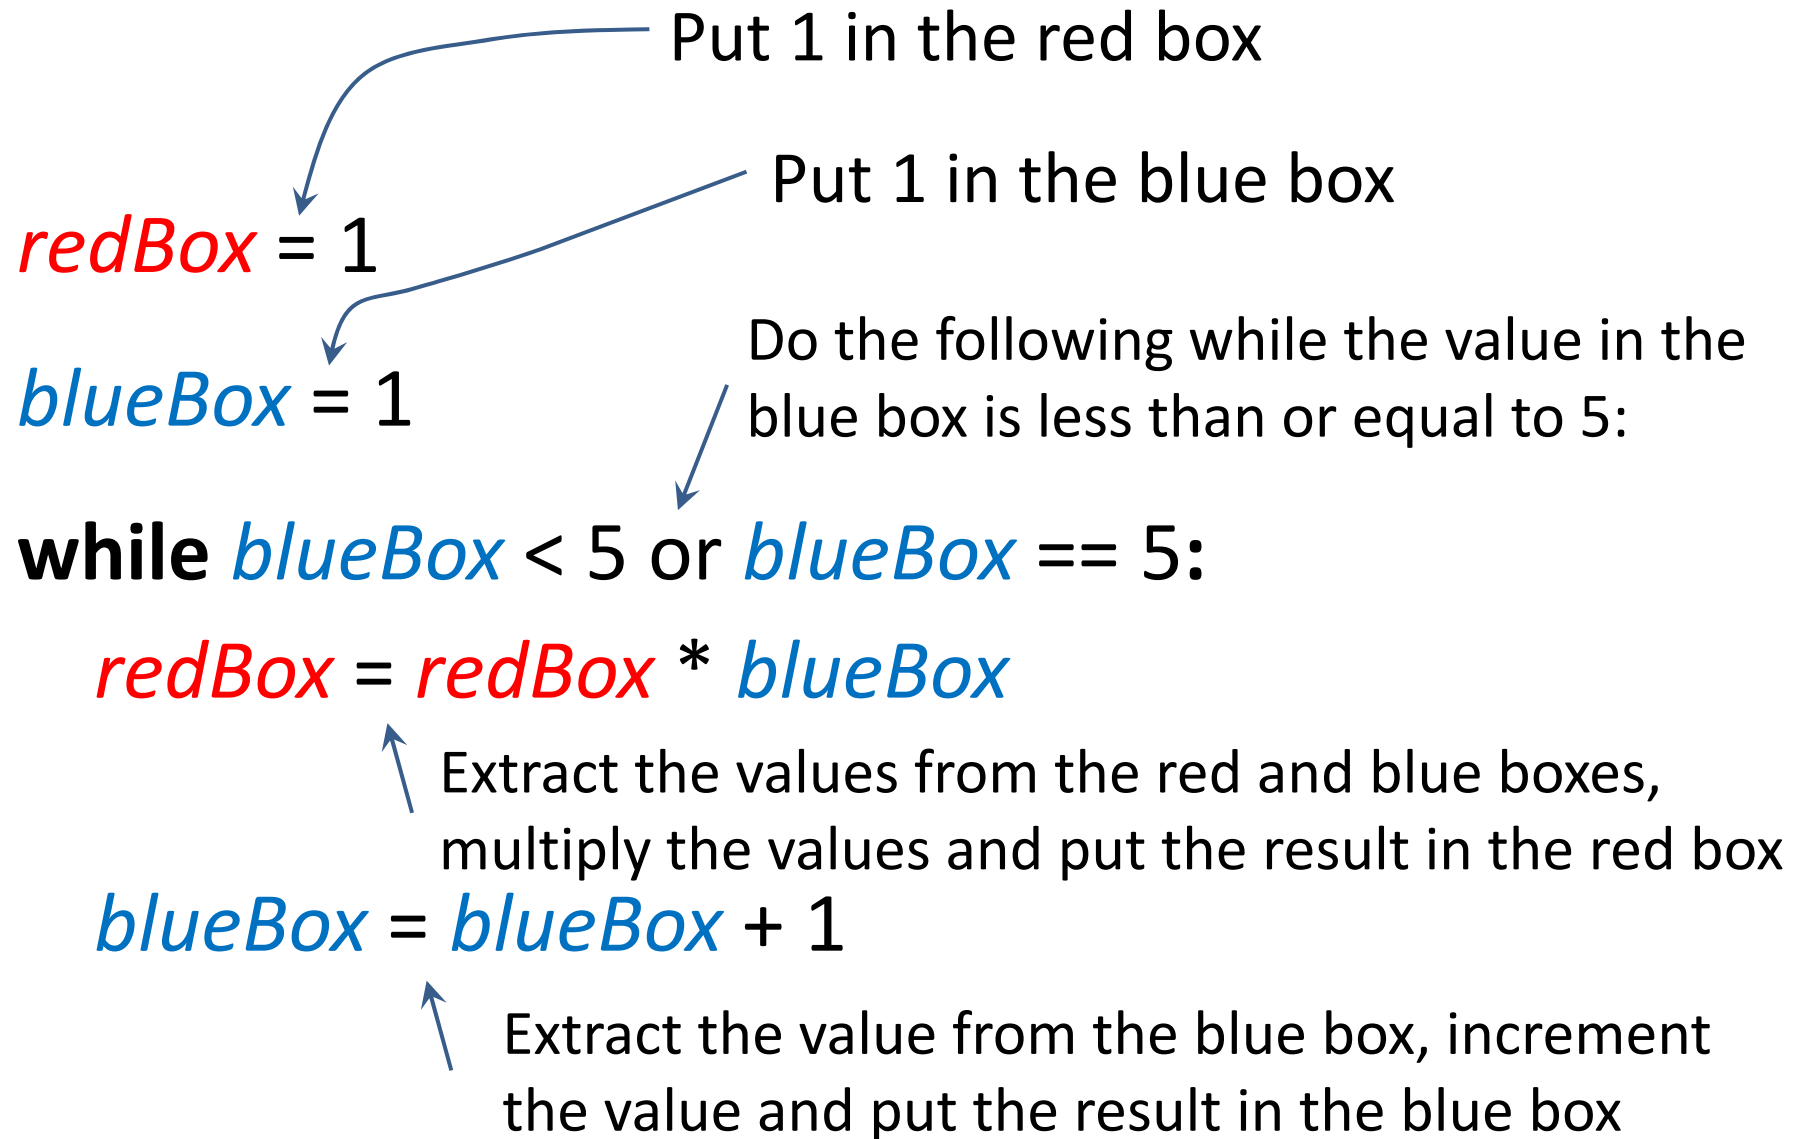 Put 1 in the red box
Put 1 in the blue box
redBox = 1
Do the following while the value in the
blueBox = 1
blue box is less than or equal to 5:
while blueBox < 5 or blueBox == 5:
redBox = redBox * blueBox
Extract the values from the red and blue boxes,
multiply the values and put the result in the red box
blueBox = blueBox + 1
Extract the value from the blue box, increment
the value and put the result in the blue box